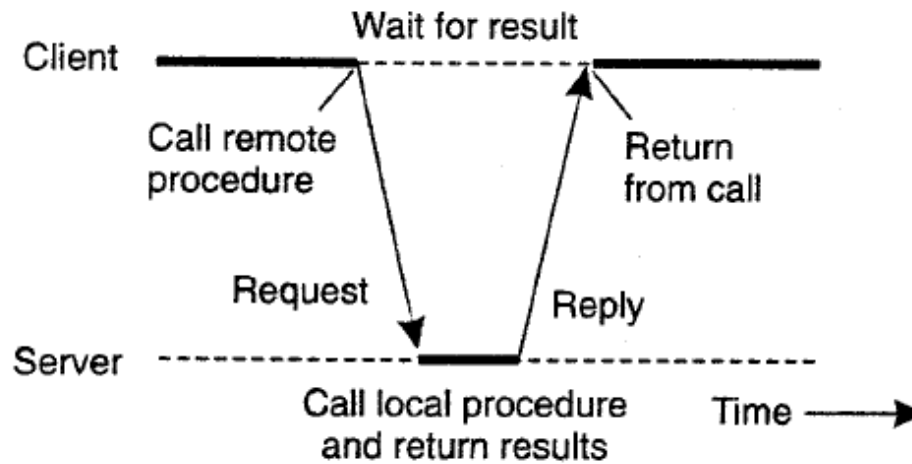 Wait for result
Client
Call remote
procedure
Return
from call
Request
Reply
Server
Call local procedure
and return results
Time